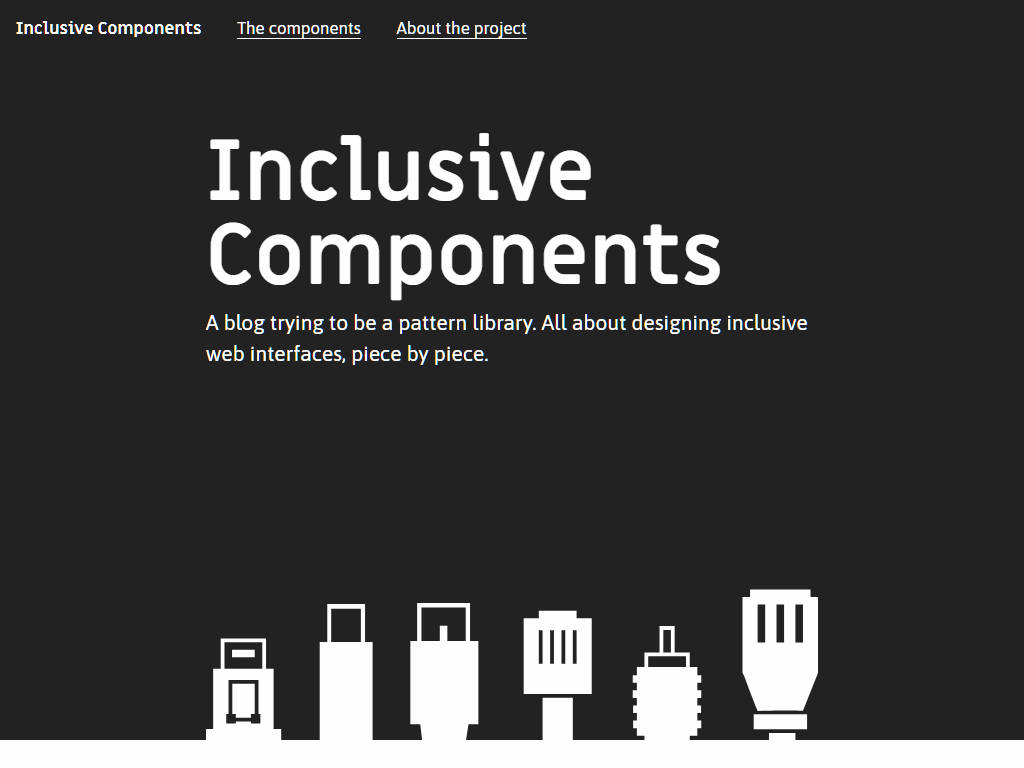 Inclusive Components
The components
About the project
Inclusive
Components
A blog trying to be a pattern library. All about designing inclusive
web interfaces, piece by piece.